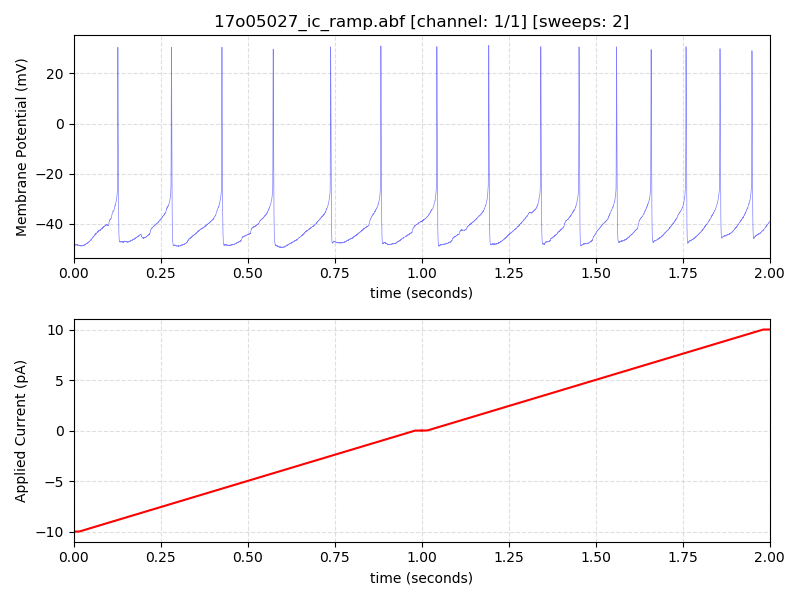 17o05027_ic_ramp.abf [channel: 1/1] [sweeps: 2]
Membrane Potential (mV)
20
0
−20
−40
0.00 0.25 0.50 0.75 1.00 1.25 1.50 1.75 2.00
time (seconds)
Applied Current (pA)
10
5
0
−5
−10
0.00 0.25 0.50 0.75 1.00 1.25 1.50 1.75 2.00
time (seconds)